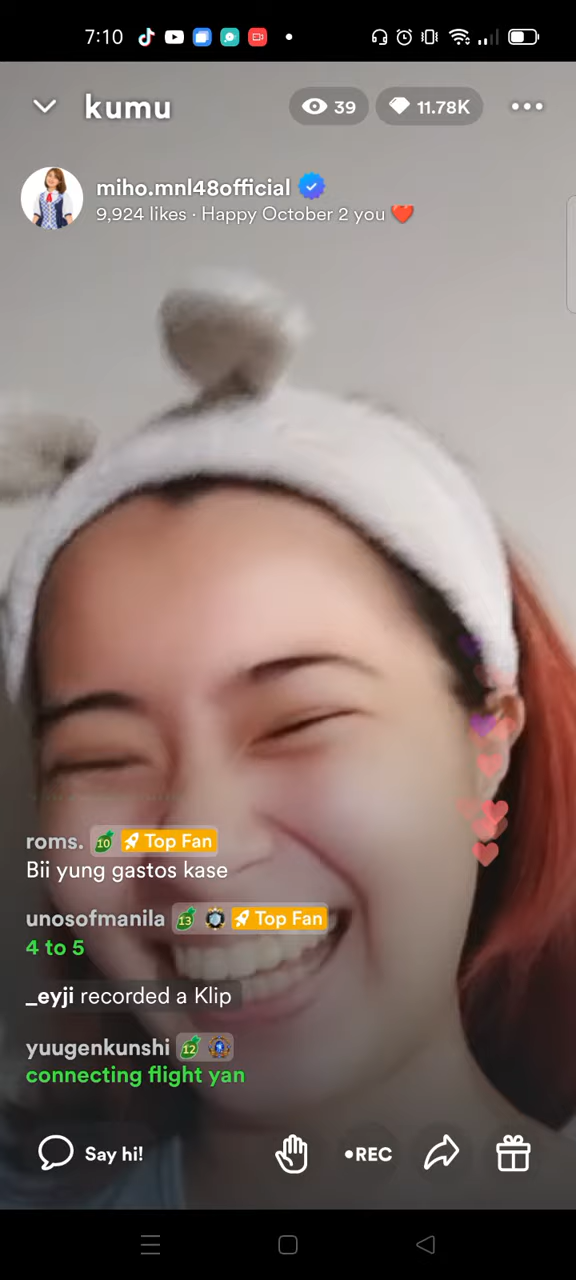 7:10
kumu
39
11.78K
miho.mnl48official
9,924 likes · Happy October 2 you ❤️
roms. 10 Top Fan
Bii yung gastos kase
unosofmanila 13 Top Fan
4 to 5
_eyji recorded a Klip
yuugenkunshi 12
connecting flight yan
Say hi!
•REC